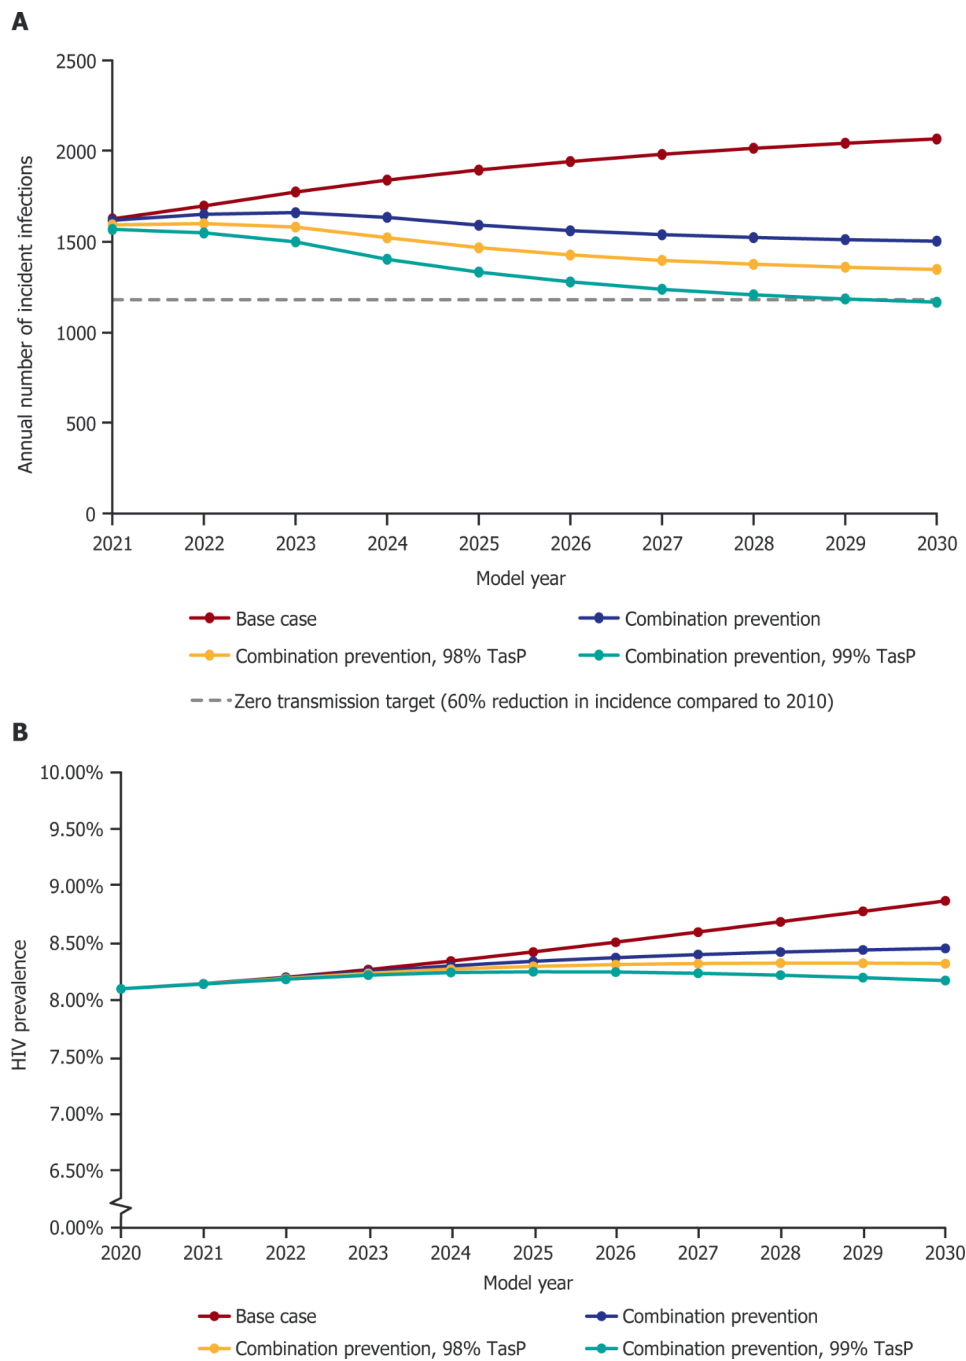 A
2500
2000
1500
1000
500
0
Annual number of incident infections
2021 2022 2023 2024 2025 2026 2027 2028 2029 2030
Model year
Base case
Combination prevention
Combination prevention, 98% TasP
Combination prevention, 99% TasP
Zero transmission target (60% reduction in incidence compared to 2010)
B
10.00%
9.50%
9.00%
8.50%
8.00%
7.50%
7.00%
6.50%
0.00%
HIV prevalence
2020 2021 2022 2023 2024 2025 2026 2027 2028 2029 2030
Model year
Base case
Combination prevention
Combination prevention, 98% TasP
Combination prevention, 99% TasP